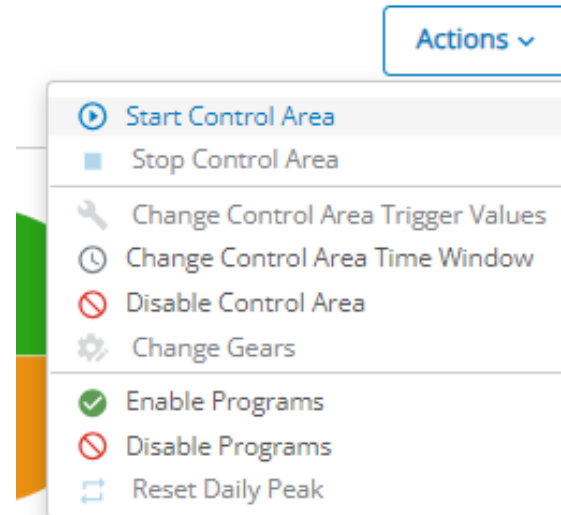 Actions
Start Control Area
Stop Control Area
Change Control Area Trigger Values
Change Control Area Time Window
Disable Control Area
Change Gears
Enable Programs
Disable Programs
Reset Daily Peak